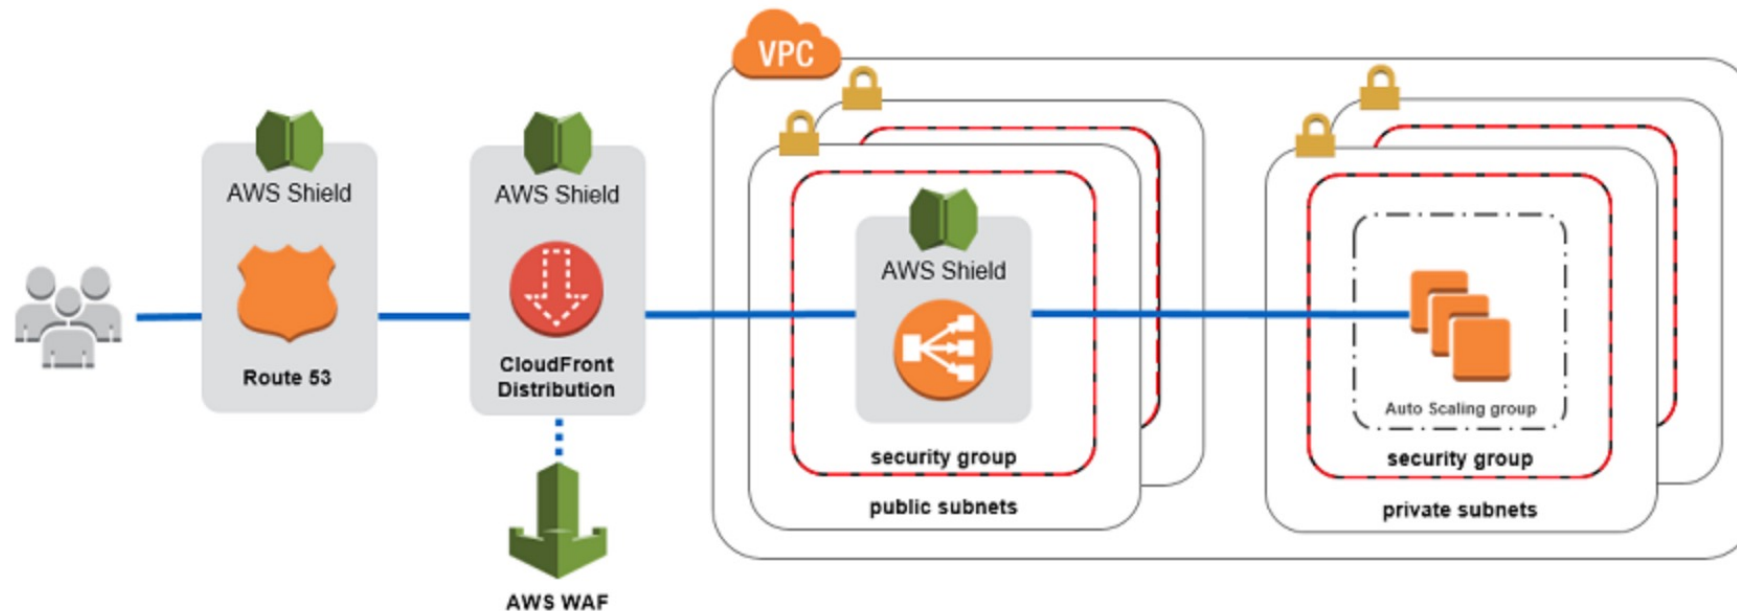 VPC
AWS Shield
Route 53
AWS Shield
CloudFront
Distribution
AWS WAF
AWS Shield
security group
public subnets
Auto Scaling group
security group
private subnets